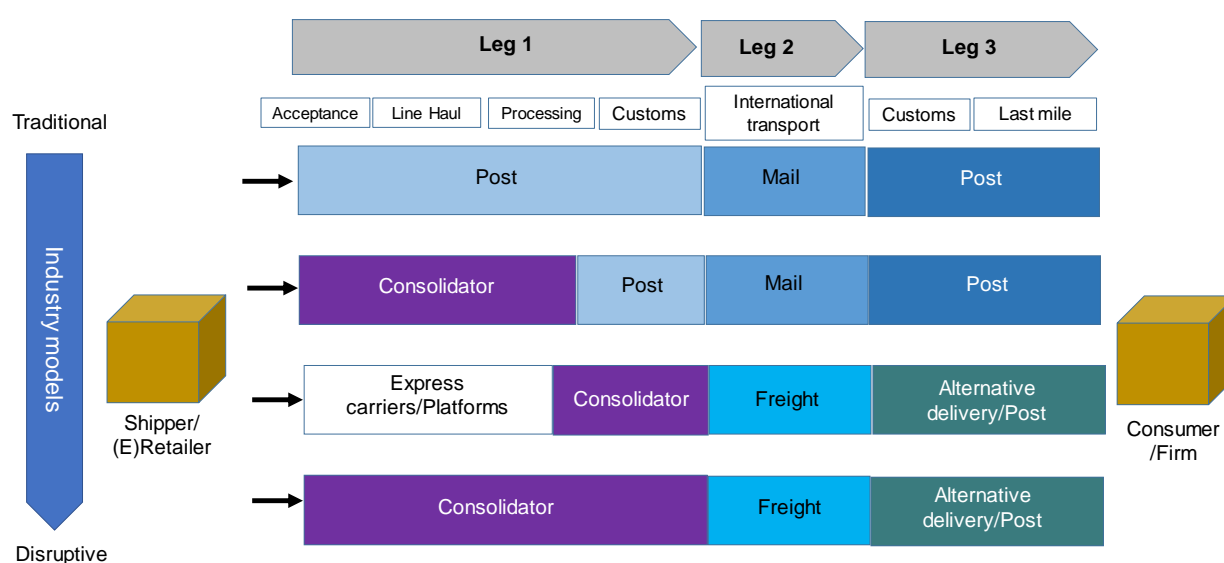 Leg 1
Leg 2
Leg 3
Acceptance
Line Haul
Processing
Customs
International
transport
Customs
Last mile
Traditional
Industry models
Disruptive
Shipper/
(E)Retailer
Post
Mail
Post
Consolidator
Post
Mail
Post
Express
carriers/Platforms
Consolidator
Freight
Alternative
delivery/Post
Consolidator
Freight
Alternative
delivery/Post
Consumer
/Firm